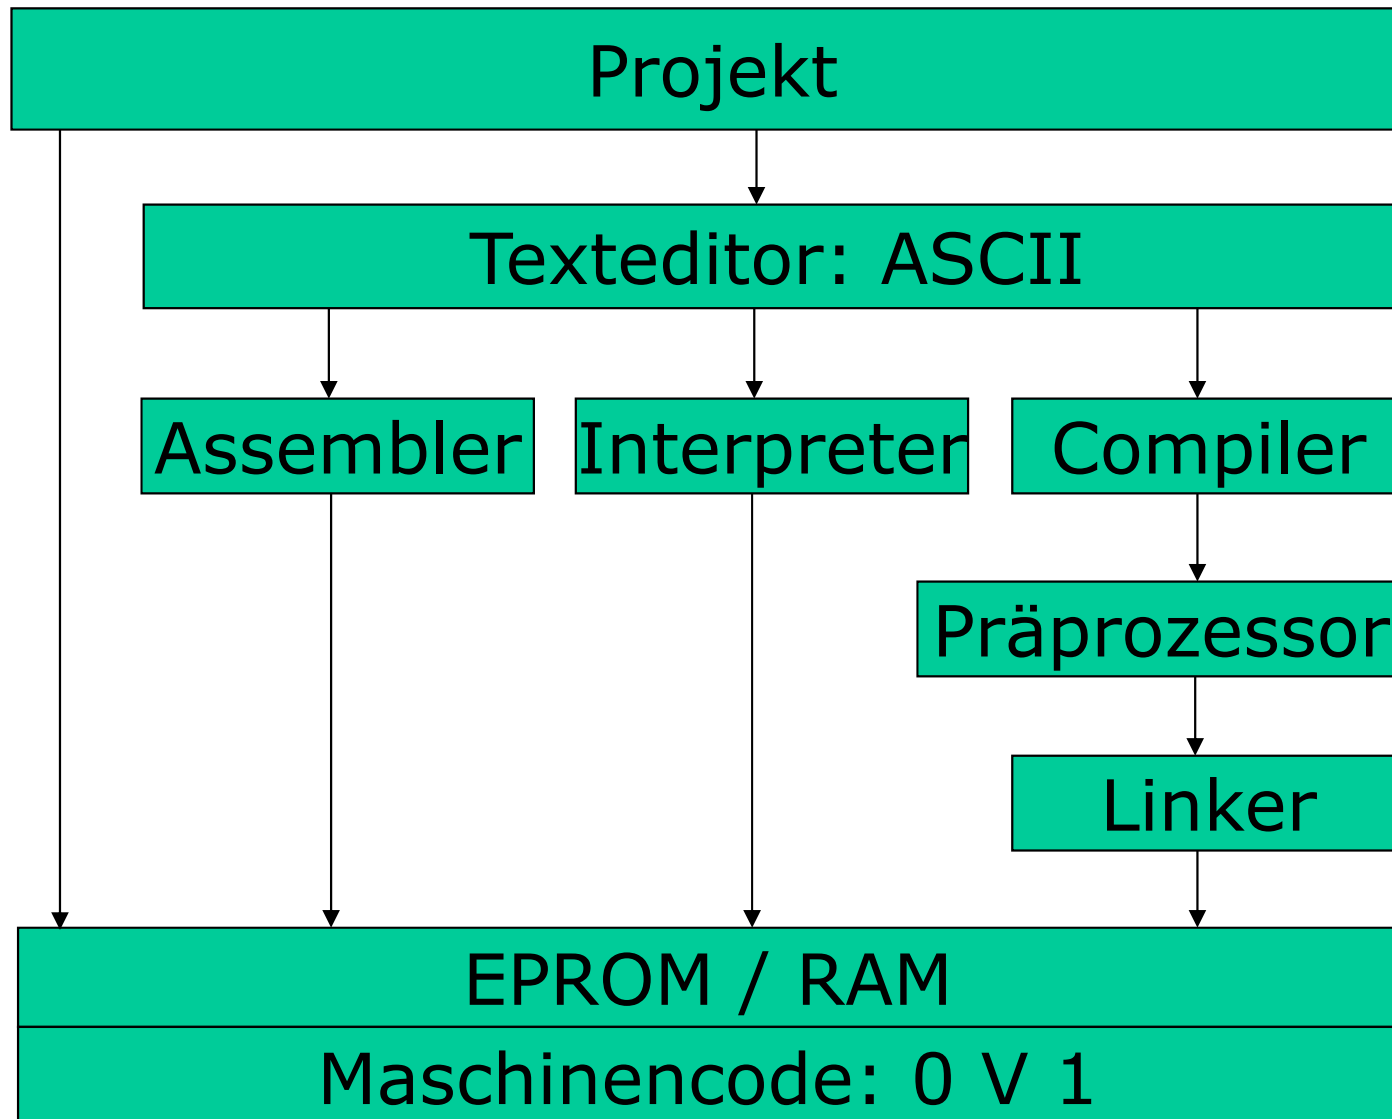 Projekt
Texteditor: ASCII
Assembler
Interpreter
Compiler
Präprozessor
Linker
EPROM / RAM
Maschinencode: 0 V 1